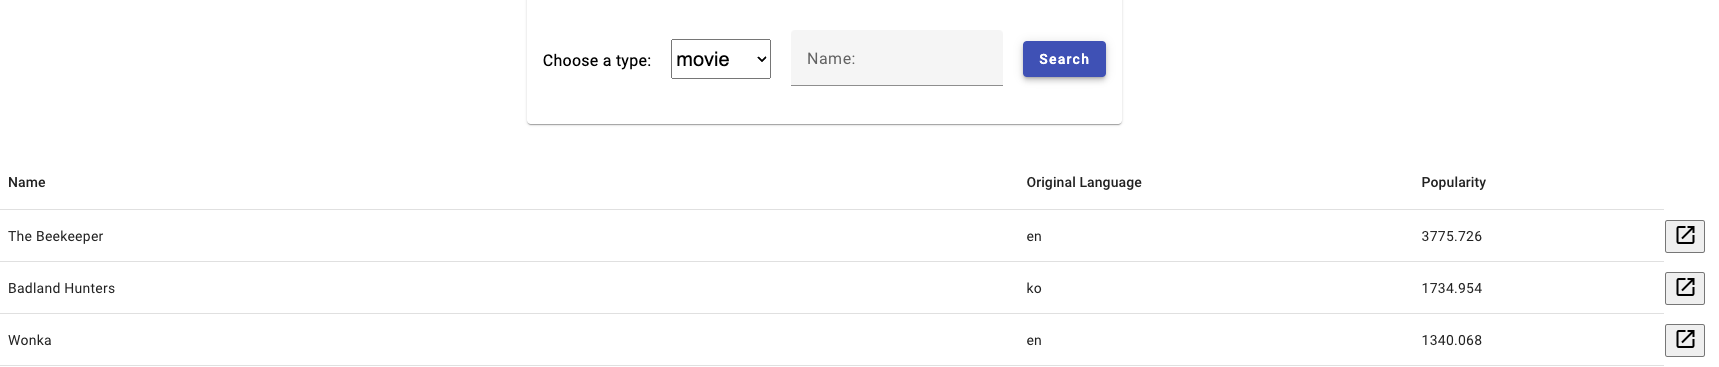 Choose a type: movie Name: Search
Name Original Language Popularity
The Beekeeper en 3775.726
Badland Hunters ko 1734.954
Wonka en 1340.068